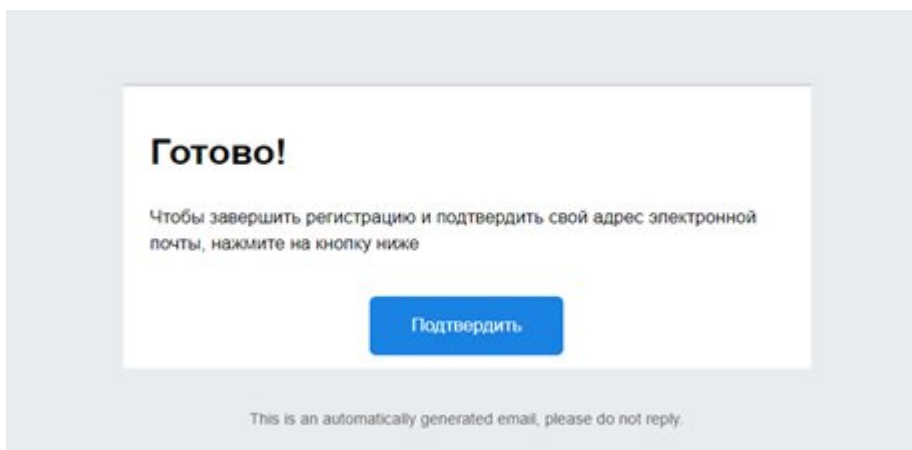 Готово!
Чтобы завершить регистрацию и подтвердить свой адрес электронной
почты, нажмите на кнопку ниже
Подтвердить
This is an automatically generated email, please do not reply.